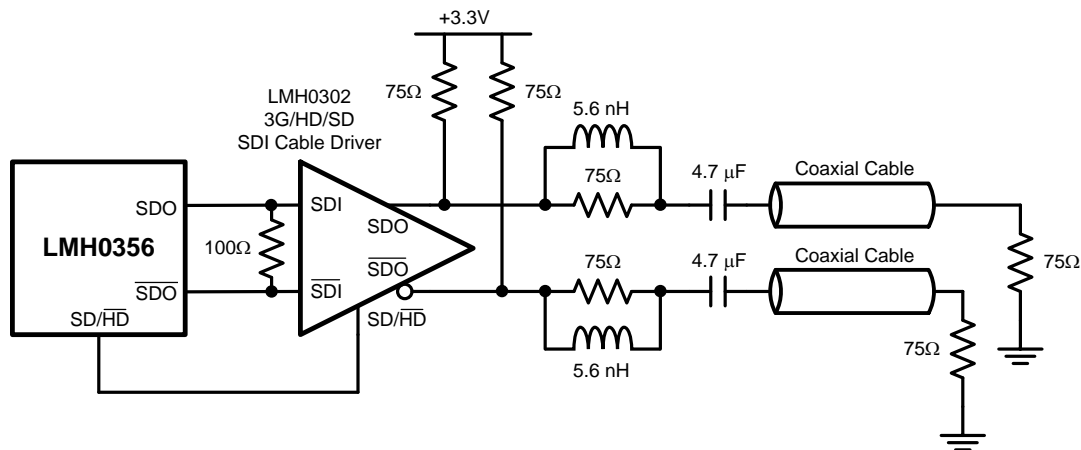 +3.3V
75Ω
75Ω
LMH0302
3G/HD/SD
SDI Cable Driver
5.6 nH
75Ω
4.7 μF
Coaxial Cable
SDO
SDI
SDO
LMH0356
100Ω
75Ω
SDO
SDO
SDI
75Ω
4.7 μF
Coaxial Cable
SD/HD
SD/HD
5.6 nH
75Ω